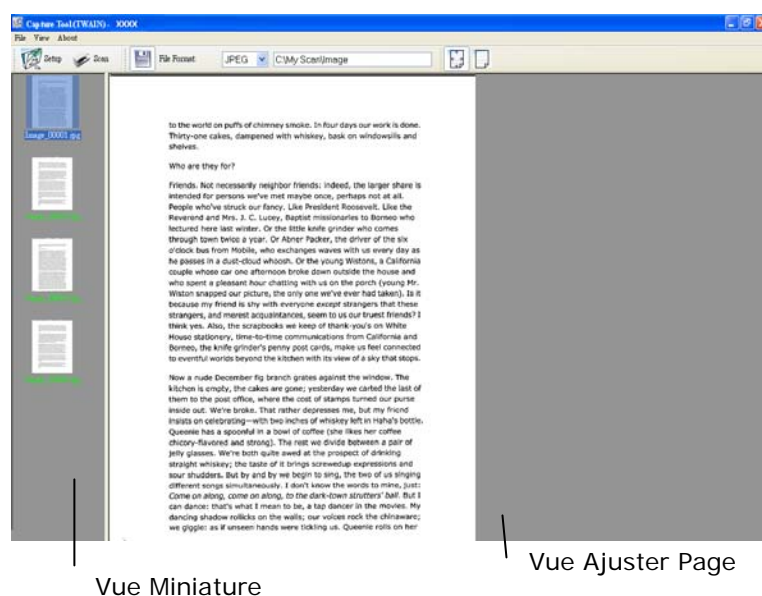 Capture Tool(TWAIN) - XXXX
File View About
Setup Scan File Format JPEG C:\My Scan\Image
Image_00001.jpg
to the world on puffs of chimney smoke. In four days our work is done.
Thirty-one cakes, dampened with whiskey, bask on windowsills and
shelves.
Who are they for?
Friends. Not necessarily neighbor friends: indeed, the larger share is
intended for persons we've met maybe once, perhaps not at all.
People who've struck our fancy. Like President Roosevelt. Like the
Reverend and Mrs. J. C. Lucey, Baptist missionaries to Borneo who
lectured here last winter. Or the little knife grinder who comes
through town twice a year. Or Abner Packer, the driver of the six
o'clock bus from Mobile, who exchanges waves with us every day as
he passes in a dust-cloud whoosh. Or the young Wistons, a California
couple whose car one afternoon broke down outside the house and
who spent a pleasant hour chatting with us on the porch (young Mr.
Wiston snapped our picture, the only one we've ever had taken). Is it
because my friend is shy with everyone except strangers that these
strangers, and merest acquaintances, seem to us our truest friends? I
think yes. Also, the scrapbooks we keep of thank-you's on White
House stationery, time-to-time communications from California and
Borneo, the knife grinder's penny post cards, make us feel connected
to eventful worlds beyond the kitchen with its view of a sky that stops.
Now a nude December fig branch grates against the window. The
kitchen is empty, the cakes are gone; yesterday we carted the last of
them to the post office, where the cost of stamps turned our purse
inside out. We're broke. That rather depresses me, but my friend
insists on celebrating—with two inches of whiskey left in Haha's bottle.
Queenie has a spoonful in a bowl of coffee (she likes her coffee
chicory-flavored and strong). The rest we divide between a pair of
jelly glasses. We're both quite awed at the prospect of drinking
straight whiskey; the taste of it brings screwedup expressions and
sour shudders. But by and by we begin to sing, the two of us singing
different songs simultaneously. I don't know the words to mine, just:
Come on along, come on along, to the dark-town strutters' ball. But I
can dance: that's what I mean to be, a tap dancer in the movies. My
dancing shadow rollicks on the walls; our voices rock the chinaware;
we giggle: as if unseen hands were tickling us. Queenie rolls on her
Vue Ajuster Page
Vue Miniature